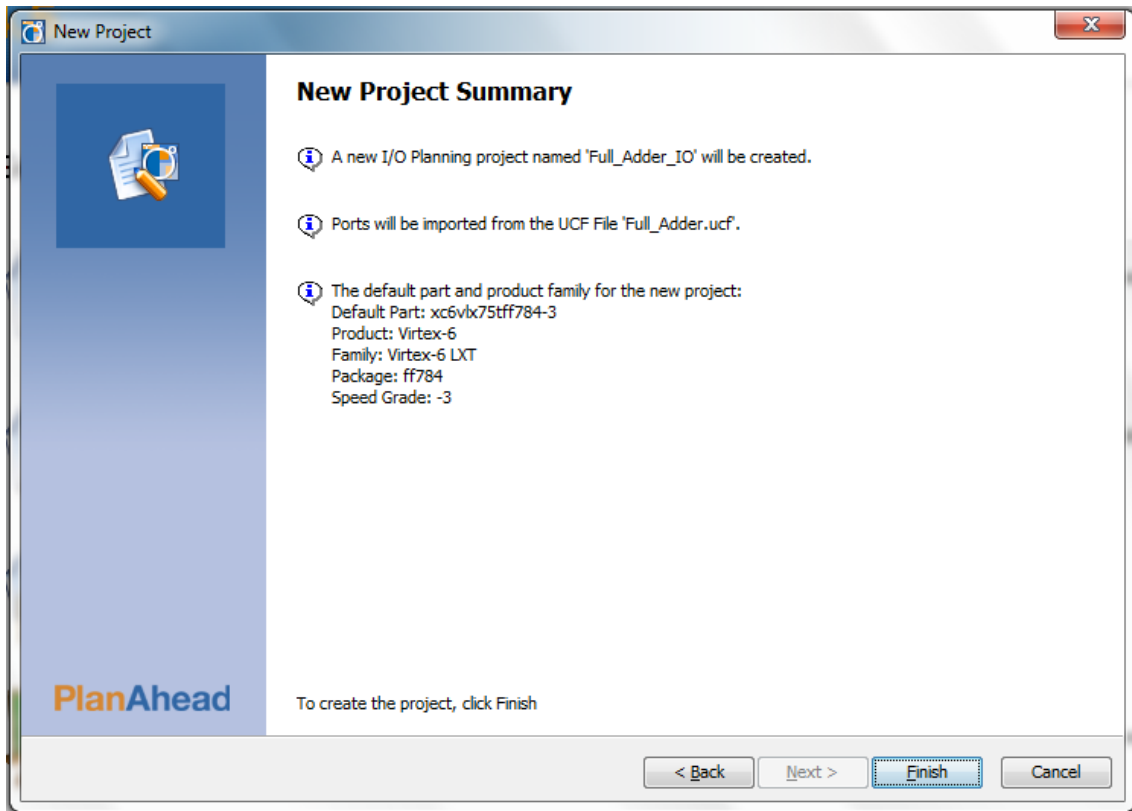 New Project
New Project Summary
A new I/O Planning project named 'Full_Adder_IO' will be created.
Ports will be imported from the UCF File 'Full_Adder.ucf'.
The default part and product family for the new project:
Default Part: xc6vlx75tff784-3
Product: Virtex-6
Family: Virtex-6 LXT
Package: ff784
Speed Grade: -3
PlanAhead
To create the project, click Finish
< Back
Next >
Finish
Cancel